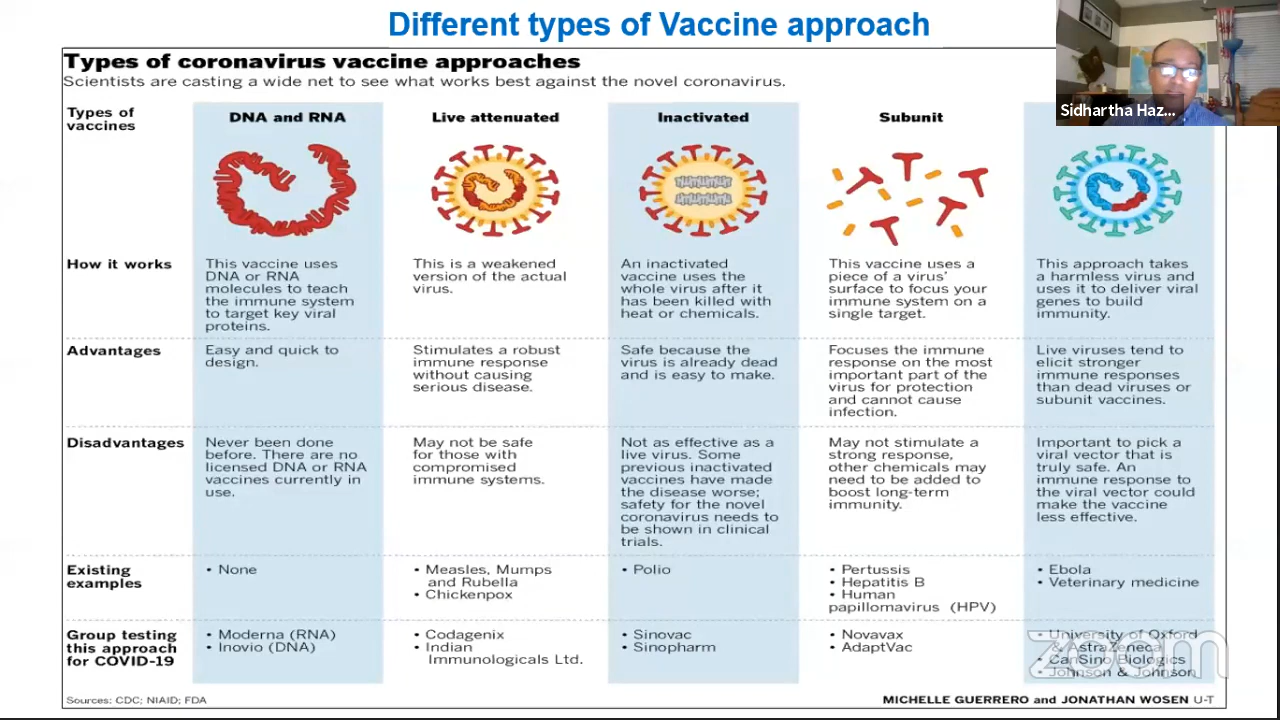 Different types of Vaccine approach
Sidhartha Haz...
Types of coronavirus vaccine approaches
Scientists are casting a wide net to see what works best against the novel coronavirus.
Types of
vaccines
DNA and RNA
Live attenuated
Inactivated
Subunit
How it works
This vaccine uses
DNA or RNA
molecules to teach
the immune system
to target key viral
proteins.
This is a weakened
version of the actual
virus.
An inactivated
vaccine uses the
whole virus after it
has been killed with
heat or chemicals.
This vaccine uses a
piece of a virus'
surface to focus your
immune system on a
single target.
This approach takes
a harmless virus and
uses it to deliver viral
genes to build
immunity.
Advantages
Easy and quick to
design.
Stimulates a robust
immune response
without causing
serious disease.
Safe because the
virus is already dead
and is easy to make.
Focuses the immune
response on the most
important part of the
virus for protection
and cannot cause
infection.
Live viruses tend to
elicit stronger
immune responses
than dead viruses or
subunit vaccines.
Disadvantages
Never been done
before. There are no
licensed DNA or RNA
vaccines currently in
use.
May not be safe
for those with
compromised
immune systems.
Not as effective as a
live virus. Some
previous inactivated
vaccines have made
the disease worse;
safety for the novel
coronavirus needs to
be shown in clinical
trials.
May not stimulate a
strong response,
other chemicals may
need to be added to
boost long-term
immunity.
Important to pick a
viral vector that is
truly safe. An
immune response to
the viral vector could
make the vaccine
less effective.
Existing
examples
• None
• Measles, Mumps
and Rubella
• Chickenpox
• Polio
• Pertussis
• Hepatitis B
• Human
papillomavirus (HPV)
• Ebola
• Veterinary medicine
Group testing
this approach
for COVID-19
• Moderna (RNA)
• Inovio (DNA)
• Codagenix
• Indian
Immunologicals Ltd.
• Sinovac
• Sinopharm
• Novavax
• AdaptVac
• University of Oxford
& AstraZeneca
• CanSino Biologics
• Johnson & Johnson
zoom
Sources: CDC; NIAID; FDA
MICHELLE GUERRERO and JONATHAN WOSEN U-T